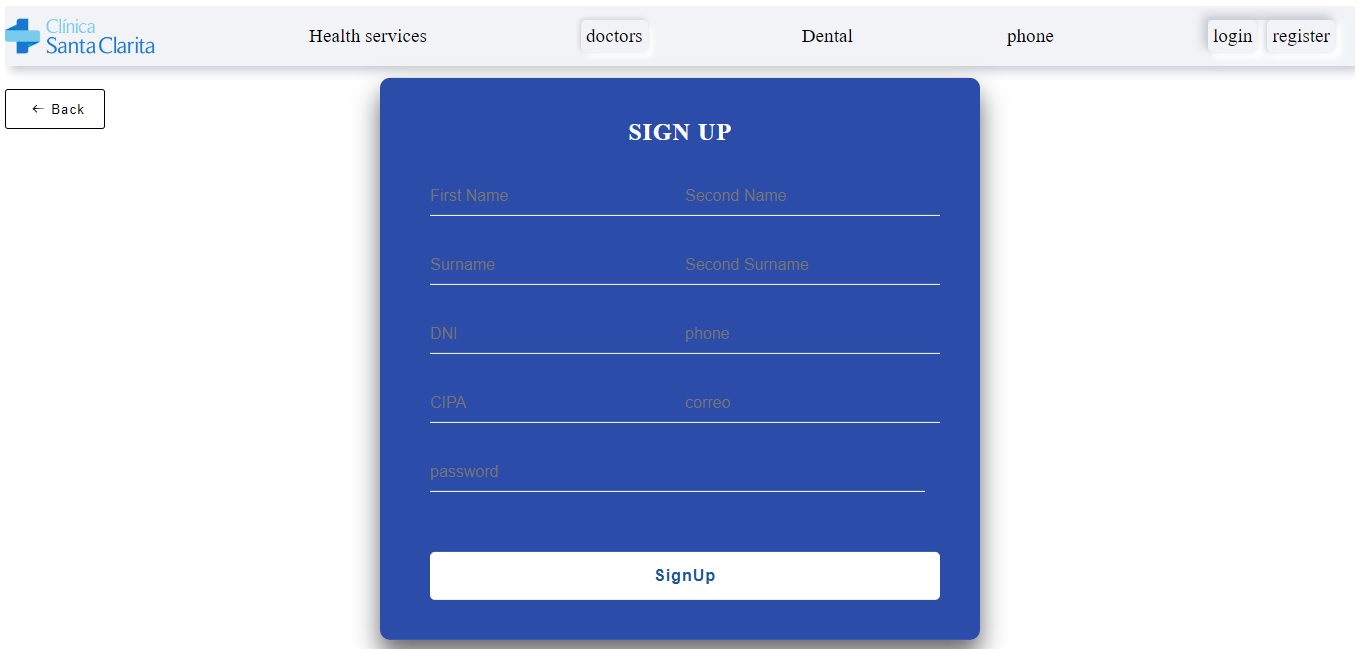 Clínica
Santa Clarita
Health services
doctors
Dental
phone
login
register
← Back
SIGN UP
First Name
Second Name
Surname
Second Surname
DNI
phone
CIPA
correo
password
SignUp